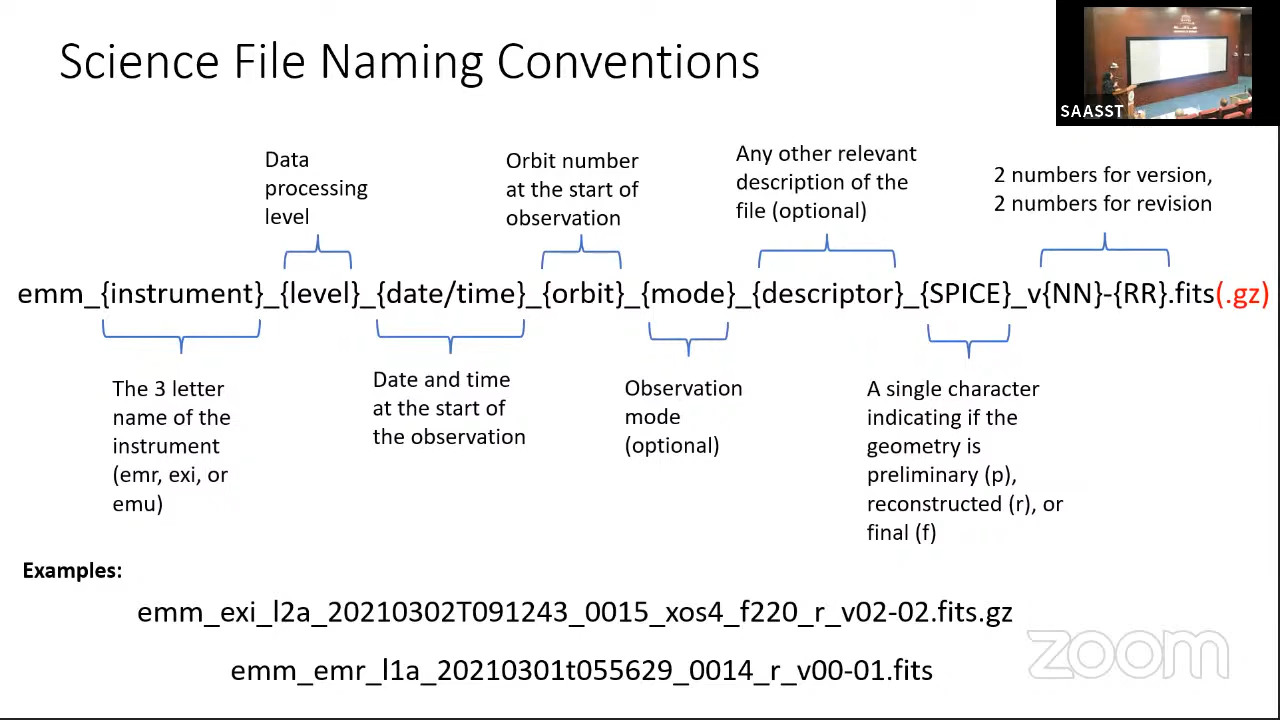 Science File Naming Conventions
SAASST
Data
processing
level
Orbit number
at the start of
observation
Any other relevant
description of the
file (optional)
2 numbers for version,
2 numbers for revision
emm_{instrument}_{level}_{date/time}_{orbit}_{mode}_{descriptor}_{SPICE}_v{NN}-{RR}.fits(.gz)
The 3 letter
name of the
instrument
(emr, exi, or
emu)
Date and time
at the start of
the observation
Observation
mode
(optional)
A single character
indicating if the
geometry is
preliminary (p),
reconstructed (r), or
final (f)
Examples:
emm_exi_l2a_20210302T091243_0015_xos4_f220_r_v02-02.fits.gz
emm_emr_l1a_20210301t055629_0014_r_v00-01.fits
zoom